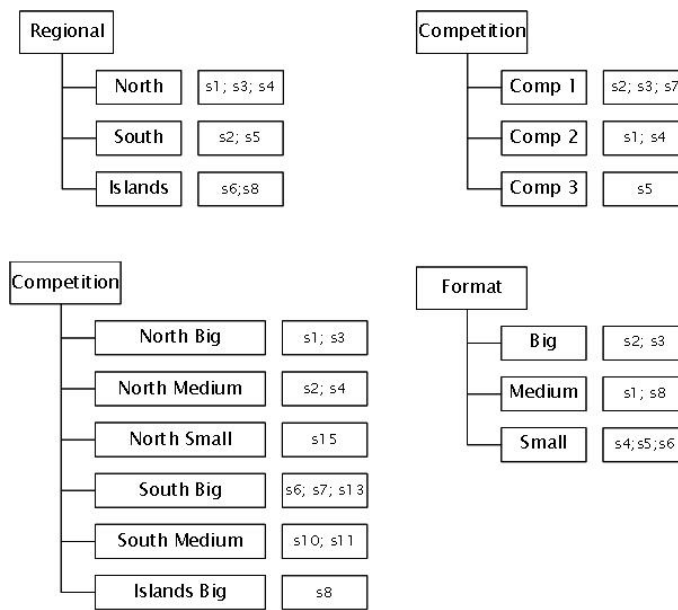 Regional
North s1; s3; s4
South s2; s5
Islands s6;s8
Competition
Comp 1 s2; s3; s7
Comp 2 s1; s4
Comp 3 s5
Competition
North Big s1; s3
North Medium s2; s4
North Small s15
South Big s6; s7; s13
South Medium s10; s11
Islands Big s8
Format
Big s2; s3
Medium s1; s8
Small s4;s5;s6